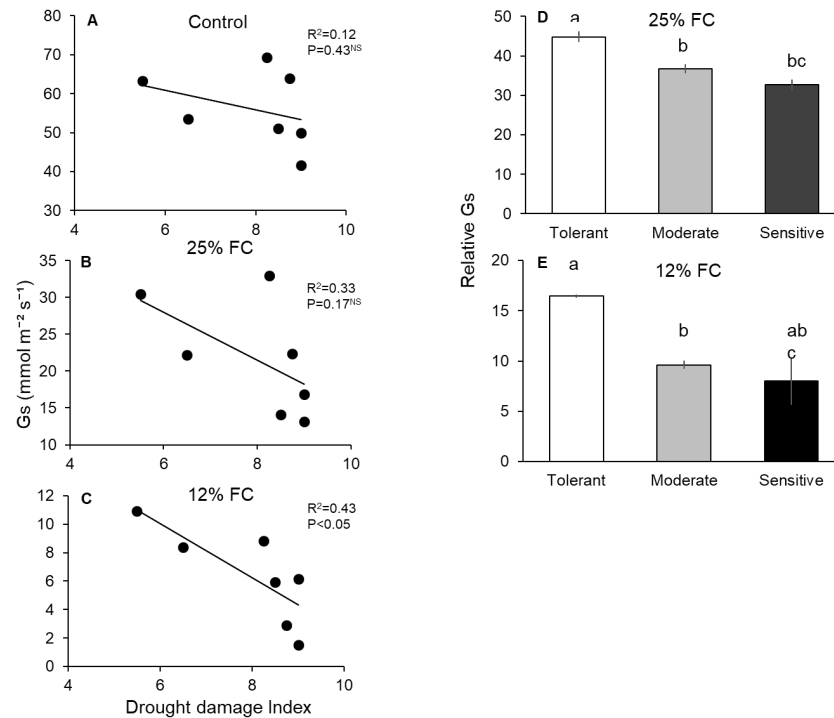 A
Control
R²=0.12
P=0.43ᴺˢ
80
70
60
50
40
30
4 6 8 10
B
25% FC
R²=0.33
P=0.17ᴺˢ
35
30
25
20
15
10
4 6 8 10
Gs (mmol m⁻² s⁻¹)
C
12% FC
R²=0.43
P<0.05
12
10
8
6
4
2
0
4 6 8 10
Drought damage Index
D
25% FC
a
b
bc
50
40
30
20
10
0
Tolerant Moderate Sensitive
Relative Gs
E
12% FC
a
b
ab
c
20
15
10
5
0
Tolerant Moderate Sensitive